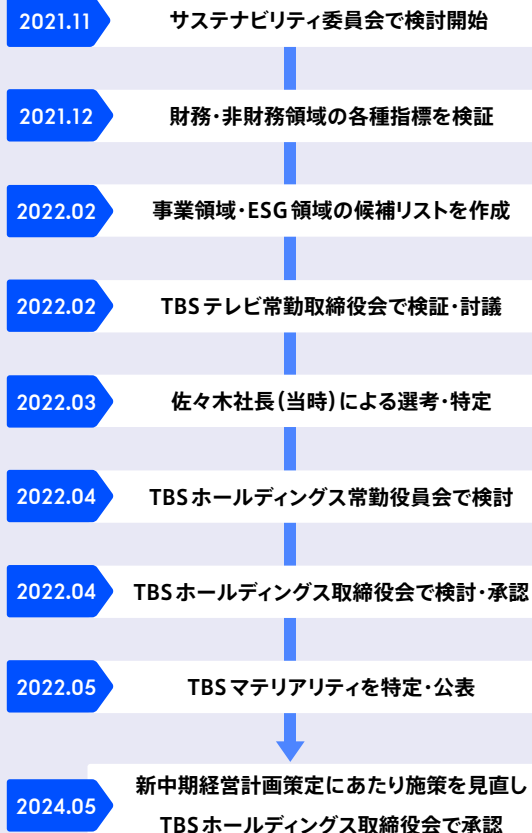 2021.11
サステナビリティ委員会で検討開始
2021.12
財務・非財務領域の各種指標を検証
2022.02
事業領域・ESG領域の候補リストを作成
2022.02
TBSテレビ常勤取締役会で検証・討議
2022.03
佐々木社長（当時）による選考・特定
2022.04
TBSホールディングス常勤役員会で検討
2022.04
TBSホールディングス取締役会で検討・承認
2022.05
TBSマテリアリティを特定・公表
2024.05
新中期経営計画策定にあたり施策を見直し
TBSホールディングス取締役会で承認